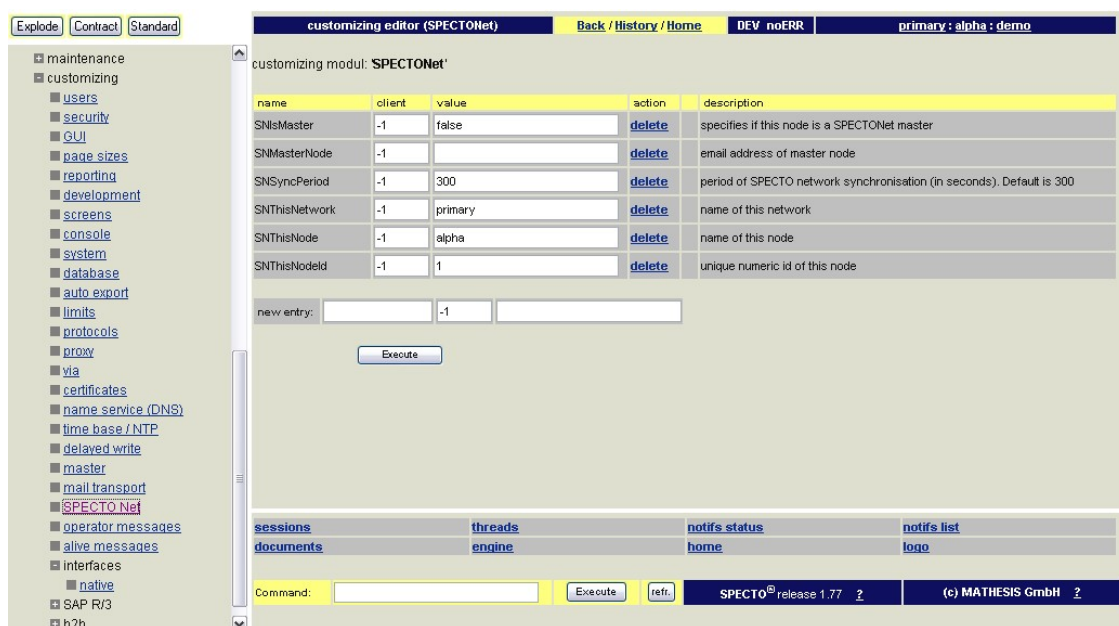 Explode Contract Standard
customizing editor (SPECTONet) Back / History / Home DEV noERR primary : alpha : demo
maintenance
customizing
users
security
GUI
page sizes
reporting
development
screens
console
system
database
auto export
limits
protocols
proxy
via
certificates
name service (DNS)
time base / NTP
delayed write
master
mail transport
SPECTO Net
operator messages
alive messages
interfaces
native
SAP R/3
b2b
customizing modul: 'SPECTONet'
name client value action description
SNIsMaster -1 false delete specifies if this node is a SPECTONet master
SNMasterNode -1 delete email address of master node
SNSyncPeriod -1 300 delete period of SPECTO network synchronisation (in seconds). Default is 300
SNThisNetwork -1 primary delete name of this network
SNThisNode -1 alpha delete name of this node
SNThisNodeId -1 1 delete unique numeric id of this node
new entry: -1
Execute
sessions threads notifs status notifs list
documents engine home logo
Command: Execute refr. SPECTO® release 1.77 ? (c) MATHESIS GmbH ?